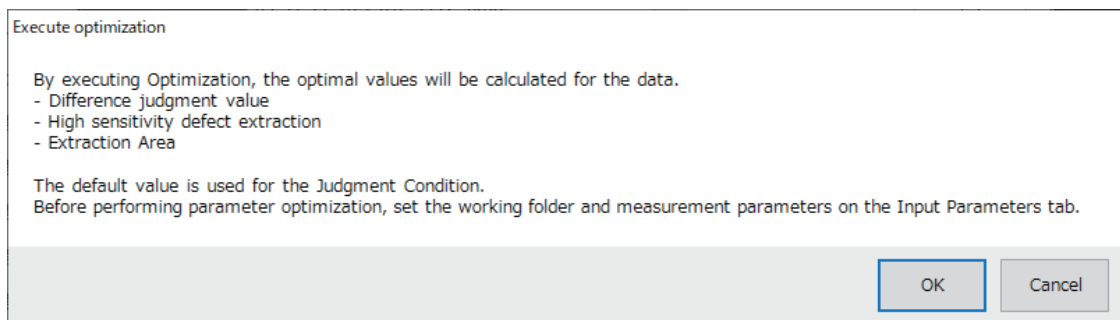 Execute optimization
By executing Optimization, the optimal values will be calculated for the data.
- Difference judgment value
- High sensitivity defect extraction
- Extraction Area
The default value is used for the Judgment Condition.
Before performing parameter optimization, set the working folder and measurement parameters on the Input Parameters tab.
OK
Cancel